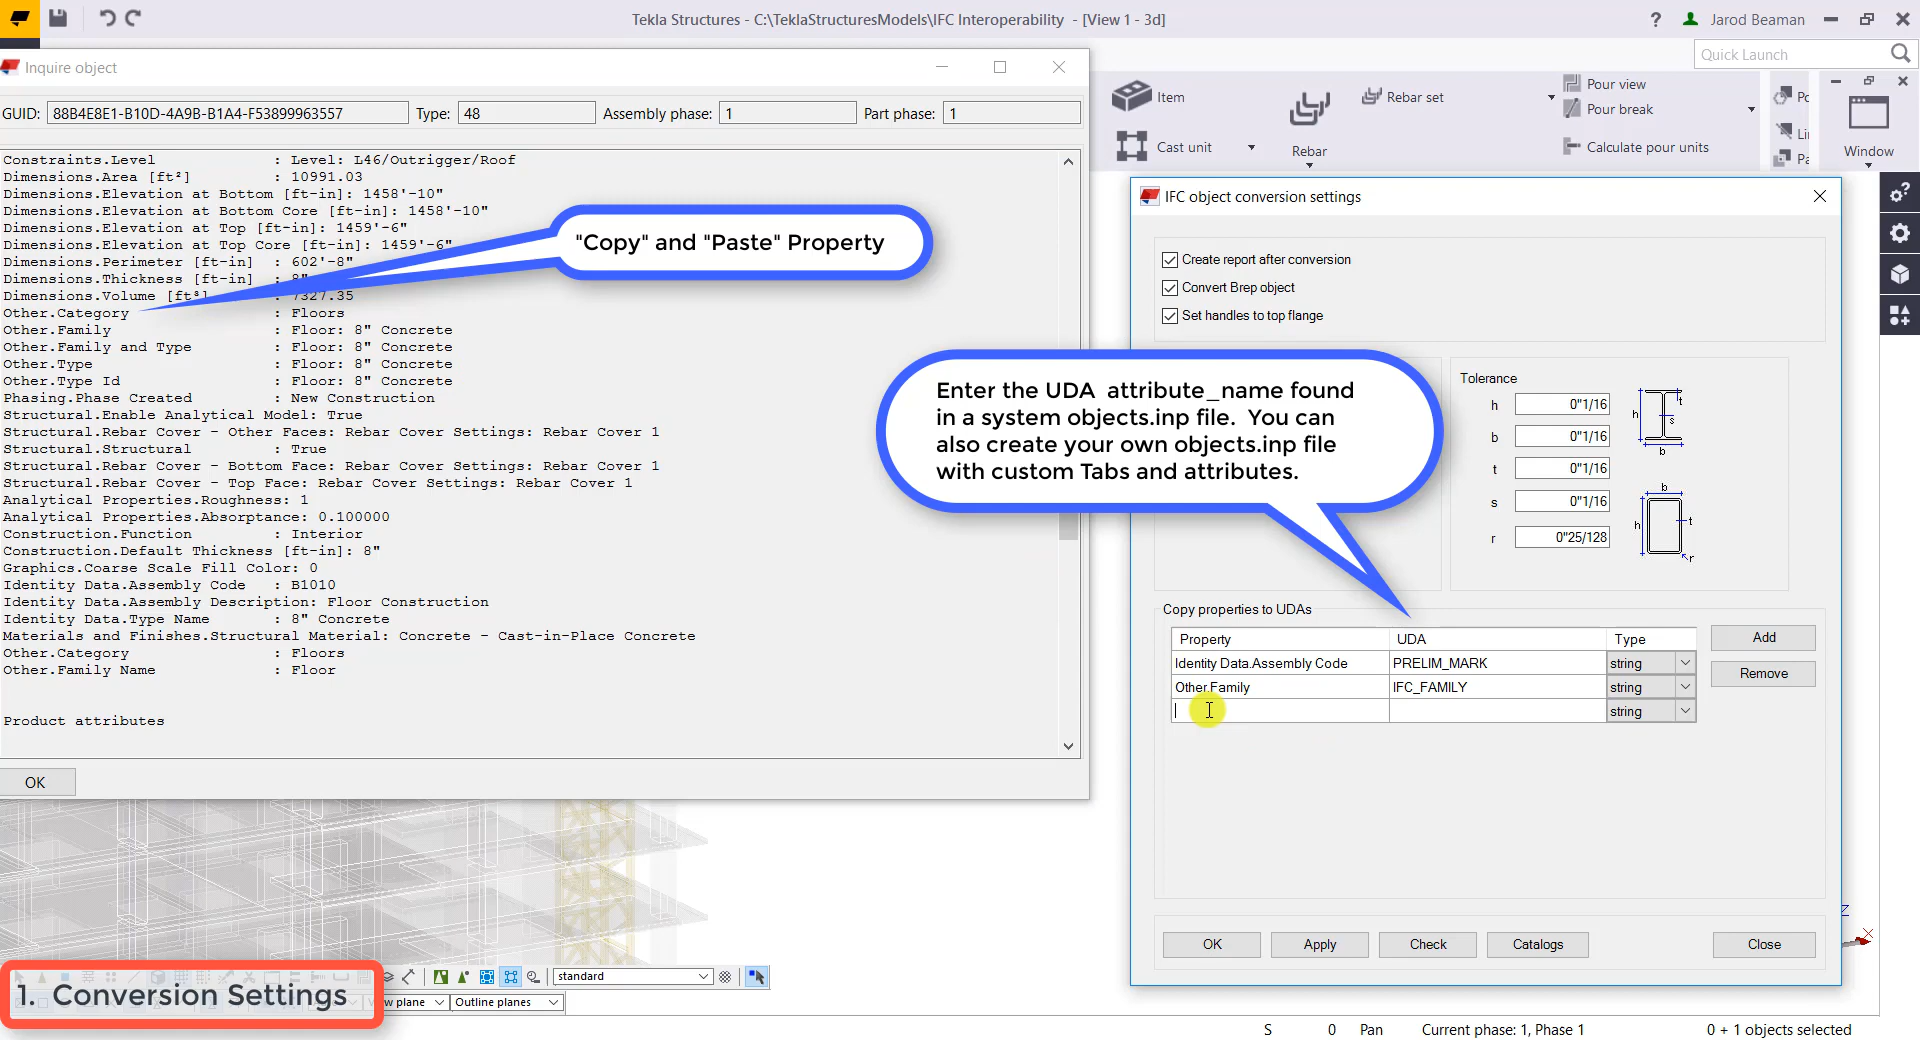 Tekla Structures - C:\TeklaStructuresModels\IFC Interoperability - [View 1 - 3d]
? Jarod Beaman
Quick Launch
Inquire object
GUID: 88B4E8E1-B10D-4A9B-B1A4-F53899963557 Type: 48 Assembly phase: 1 Part phase: 1
Constraints.Level : Level: L46/Outrigger/Roof
Dimensions.Area [ft²] : 10991.03
Dimensions.Elevation at Bottom [ft-in]: 1458'-10"
Dimensions.Elevation at Bottom Core [ft-in]: 1458'-10"
Dimensions.Elevation at Top [ft-in]: 1459'-6"
Dimensions.Elevation at Top Core [ft-in]: 1459'-6"
Dimensions.Perimeter [ft-in] : 602'-8"
Dimensions.Thickness [ft-in] : 8"
Dimensions.Volume [ft³] : 7327.35
Other.Category : Floors
Other.Family : Floor: 8" Concrete
Other.Family and Type : Floor: 8" Concrete
Other.Type : Floor: 8" Concrete
Other.Type Id : Floor: 8" Concrete
Phasing.Phase Created : New Construction
Structural.Enable Analytical Model: True
Structural.Rebar Cover - Other Faces: Rebar Cover Settings: Rebar Cover 1
Structural.Structural : True
Structural.Rebar Cover - Bottom Face: Rebar Cover Settings: Rebar Cover 1
Structural.Rebar Cover - Top Face: Rebar Cover Settings: Rebar Cover 1
Analytical Properties.Roughness: 1
Analytical Properties.Absorptance: 0.100000
Construction.Function : Interior
Construction.Default Thickness [ft-in]: 8"
Graphics.Coarse Scale Fill Color: 0
Identity Data.Assembly Code : B1010
Identity Data.Assembly Description: Floor Construction
Identity Data.Type Name : 8" Concrete
Materials and Finishes.Structural Material: Concrete - Cast-in-Place Concrete
Other.Category : Floors
Other.Family Name : Floor
Product attributes
OK
"Copy" and "Paste" Property
Item
Cast unit
Rebar
Rebar set
Pour view
Pour break
Calculate pour units
Window
IFC object conversion settings
Create report after conversion
Convert Brep object
Set handles to top flange
Enter the UDA attribute_name found
in a system objects.inp file. You can
also create your own objects.inp file
with custom Tabs and attributes.
Tolerance
h 0"1/16
b 0"1/16
t 0"1/16
s 0"1/16
r 0"25/128
h t s b
b h t r
Copy properties to UDAs
Property UDA Type
Identity Data.Assembly Code PRELIM_MARK string
Other.Family IFC_FAMILY string
string
Add
Remove
OK Apply Check Catalogs Close
standard
1. Conversion Settings
plane Outline planes
Z
X
S 0 Pan Current phase: 1, Phase 1 0 + 1 objects selected